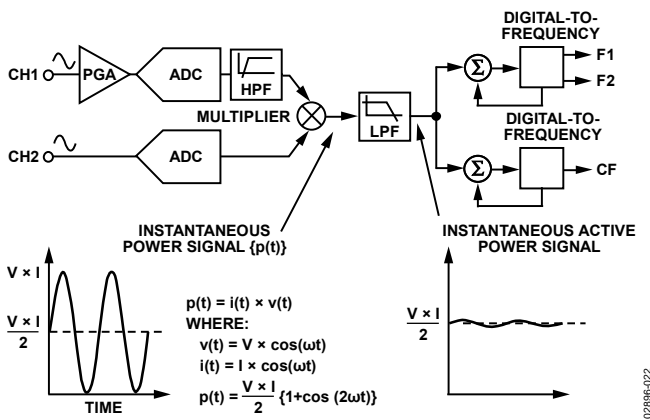 DIGITAL-TO-
FREQUENCY
F1
F2
CH1
PGA
ADC
HPF
MULTIPLIER
LPF
Σ
DIGITAL-TO-
FREQUENCY
CH2
ADC
Σ
CF
INSTANTANEOUS
POWER SIGNAL {p(t)}
INSTANTANEOUS ACTIVE
POWER SIGNAL
V × I
V × I
2
TIME
p(t) = i(t) × v(t)
WHERE:
v(t) = V × cos(ωt)
i(t) = I × cos(ωt)
p(t) = V × I / 2 {1+cos (2ωt)}
V × I
2
02896-022